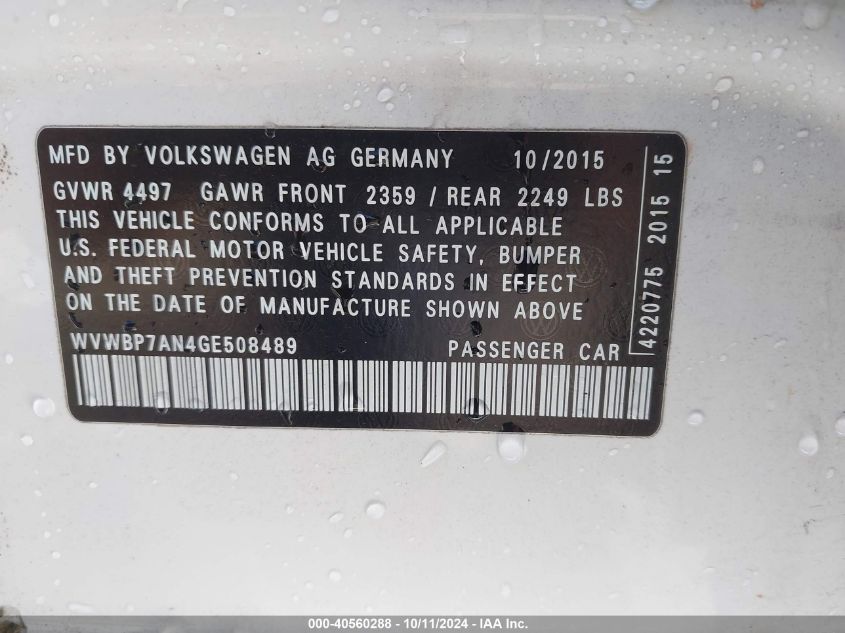 MFD BY VOLKSWAGEN AG GERMANY 10/2015
GVWR 4497 GAWR FRONT 2359 / REAR 2249 LBS
THIS VEHICLE CONFORMS TO ALL APPLICABLE
U.S. FEDERAL MOTOR VEHICLE SAFETY, BUMPER
AND THEFT PREVENTION STANDARDS IN EFFECT
ON THE DATE OF MANUFACTURE SHOWN ABOVE
WVWBP7AN4GE508489 PASSENGER CAR
4220775 2015 15
000-40560288 - 10/11/2024 - IAA Inc.